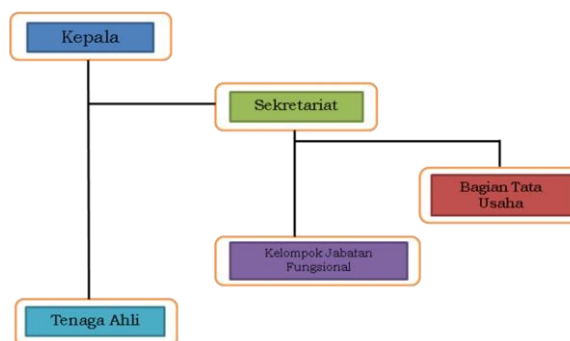 Kepala
Sekretariat
Bagian Tata
Usaha
Kelompok Jabatan
Fungsional
Tenaga Ahli